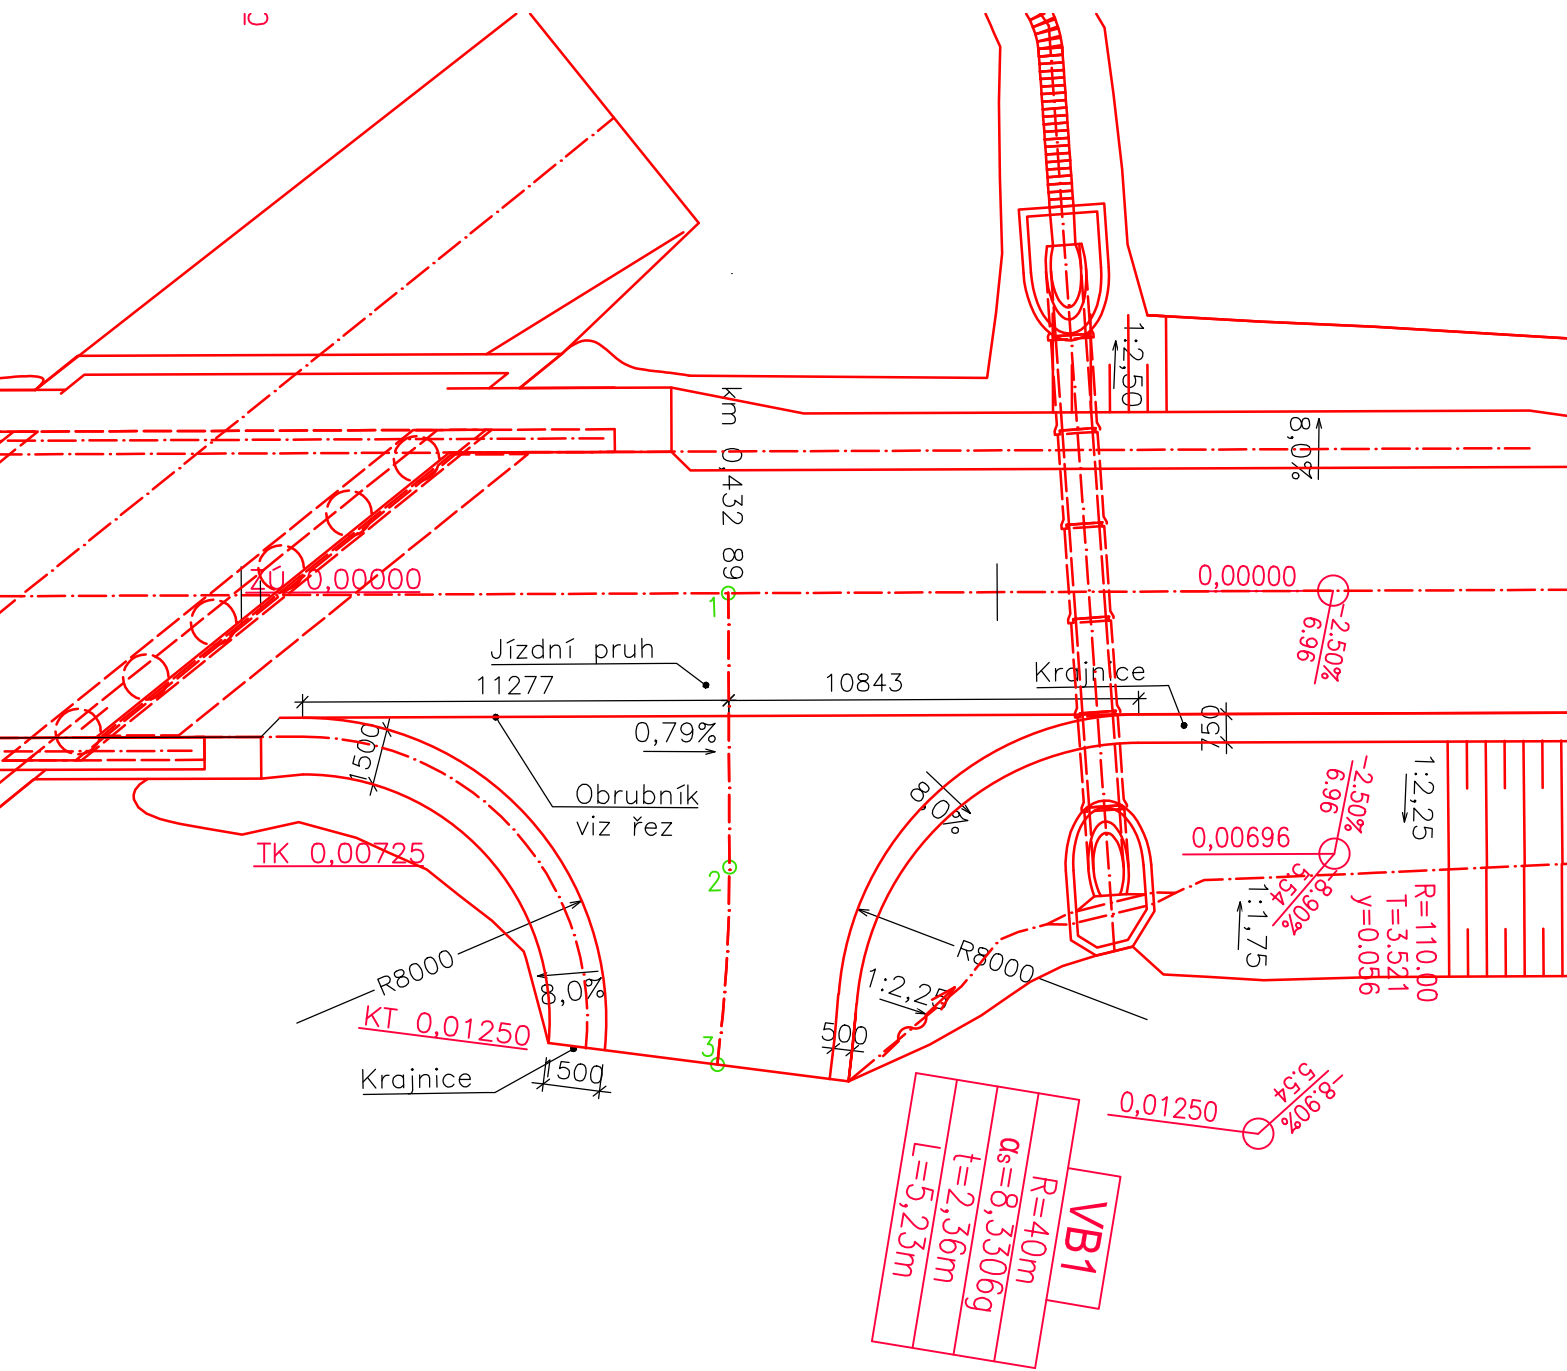 km 0,432 89
1:2,50
8,0%
ZÚ 0,00000
1
0,00000
-2.50%
6.96
Jízdní pruh
11277
10843
Krajnice
750
0,79%
1500
Obrubník
viz řez
8,0%
1:2,25
-2.50%
6.96
TK 0,00725
2
0,00696
-8.90%
5.54
R=110.00
T=3.521
y=0.056
1:1,75
R8000
R8000
8,0%
1:2,25
KT 0,01250
3
500
Krajnice
1500
0,01250
-8.90%
5.54
VB1
R=40m
αs=8,3306g
t=2,36m
L=5,23m